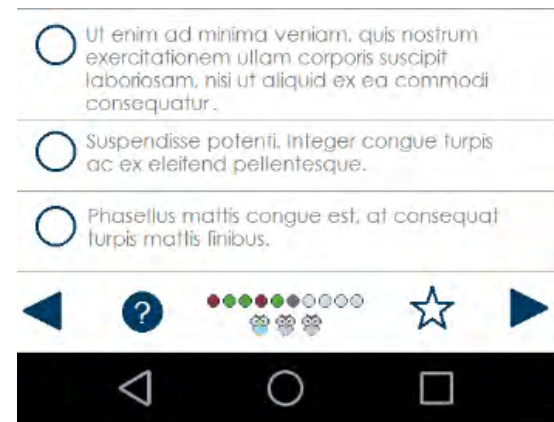 Ut enim ad minima veniam, quis nostrum
exercitationem ullam corporis suscipit
laboriosam, nisi ut aliquid ex ea commodi
consequatur.
Suspendisse potenti. Integer congue turpis
ac ex eleifend pellentesque.
Phasellus mattis congue est, at consequat
turpis mattis finibus.
?